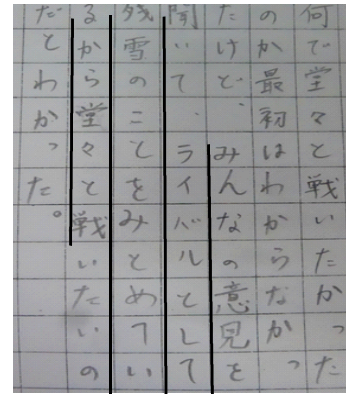 何で堂々と戦いたかった
のか最初はわからなかっ
たけど、みんなの意見を
聞いて、ライバルとして
残雪のことをみとめてい
るから堂々と戦いたいの
だとわかった。